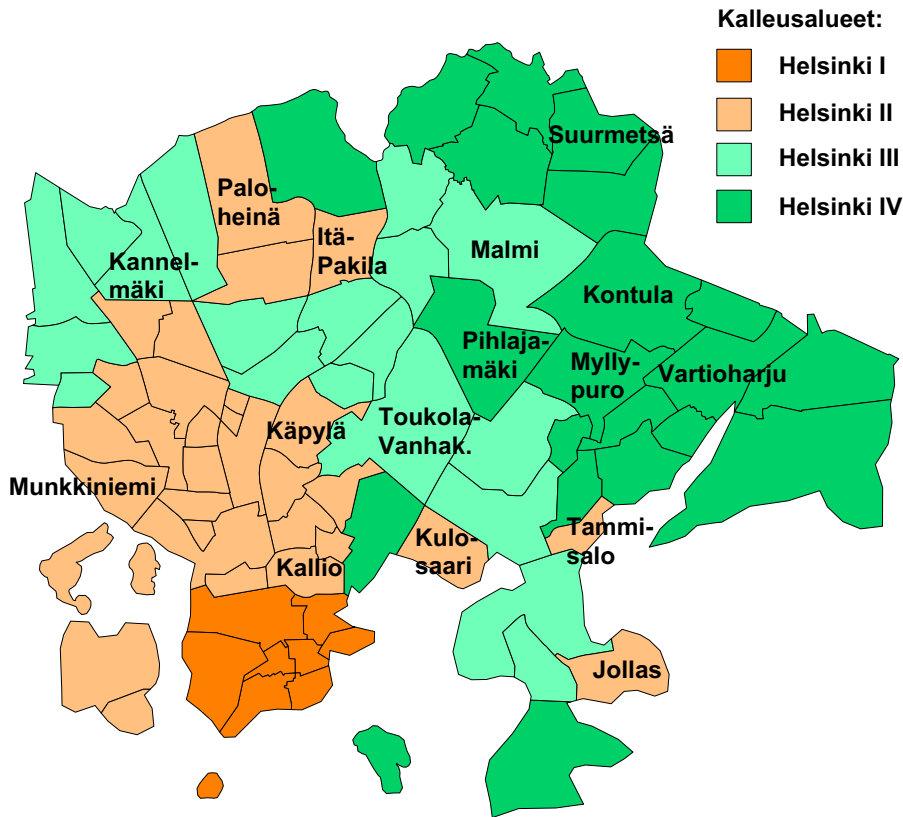 Kalleusalueet:
Helsinki I
Helsinki II
Helsinki III
Helsinki IV
Suurmetsä
Palo-
heinä
Itä-
Pakila
Malmi
Kannel-
mäki
Kontula
Pihlaja-
mäki
Mylly-
puro
Vartioharju
Käpylä
Toukola-
Vanhak.
Munkkiniemi
Kulo-
saari
Tammi-
salo
Kallio
Jollas